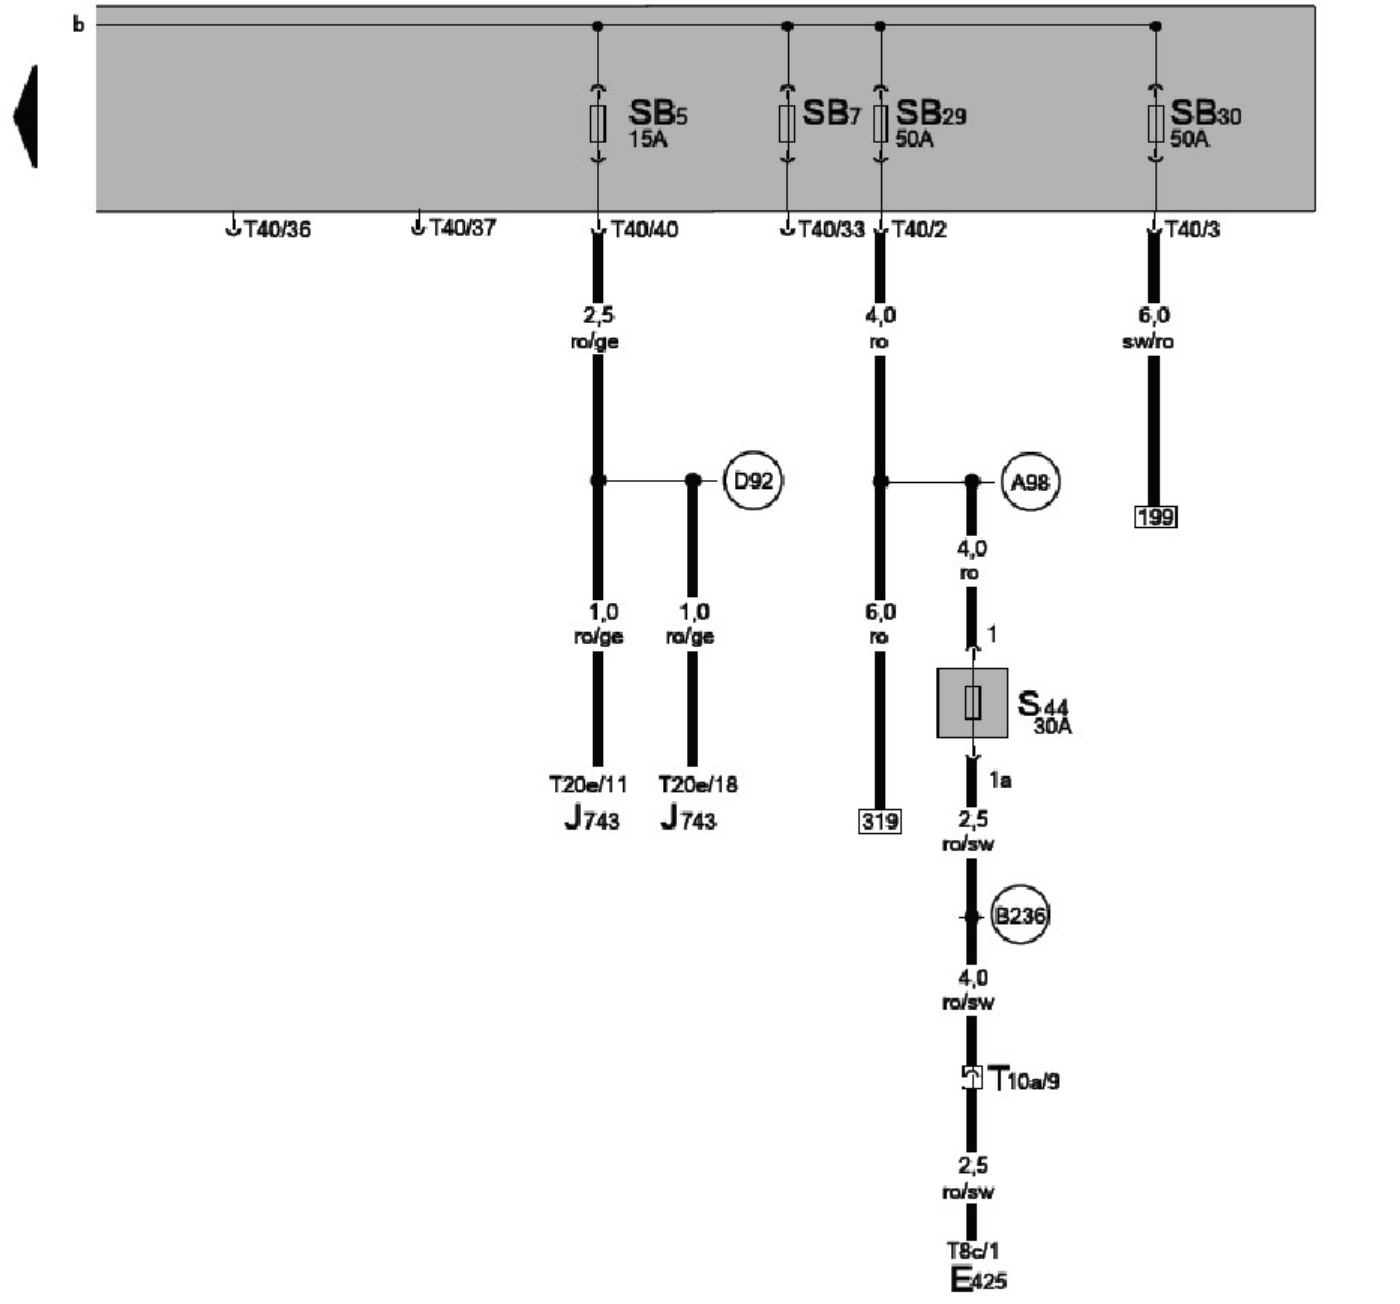 b
SB5
15A
SB7
SB29
50A
SB30
50A
T40/36
T40/37
T40/40
T40/33
T40/2
T40/3
2,5
ro/ge
4,0
ro
6,0
sw/ro
D92
A98
199
4,0
ro
1,0
ro/ge
1,0
ro/ge
6,0
ro
1
S44
30A
T20e/11
J743
T20e/18
J743
319
1a
2,5
ro/sw
B236
4,0
ro/sw
T10a/9
2,5
ro/sw
T8c/1
E425